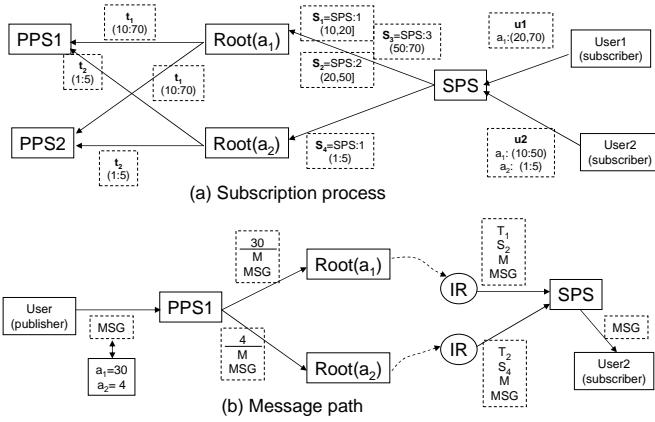 t₁
(10:70)
S₁=SPS:1
(10,20]
S₃=SPS:3
(50:70)
u1
a₁:(20,70)
PPS1
Root(a₁)
User1
(subscriber)
t₂
(1:5)
t₁
(10:70)
S₂=SPS:2
(20,50]
SPS
PPS2
Root(a₂)
S₄=SPS:1
(1:5)
u2
a₁: (10:50)
a₂: (1:5)
User2
(subscriber)
t₂
(1:5)
(a) Subscription process
30
M
MSG
Root(a₁)
T₁
S₂
M
MSG
IR
User
(publisher)
PPS1
SPS
MSG
MSG
4
M
MSG
Root(a₂)
IR
T₂
S₄
M
MSG
User2
(subscriber)
a₁=30
a₂= 4
(b) Message path